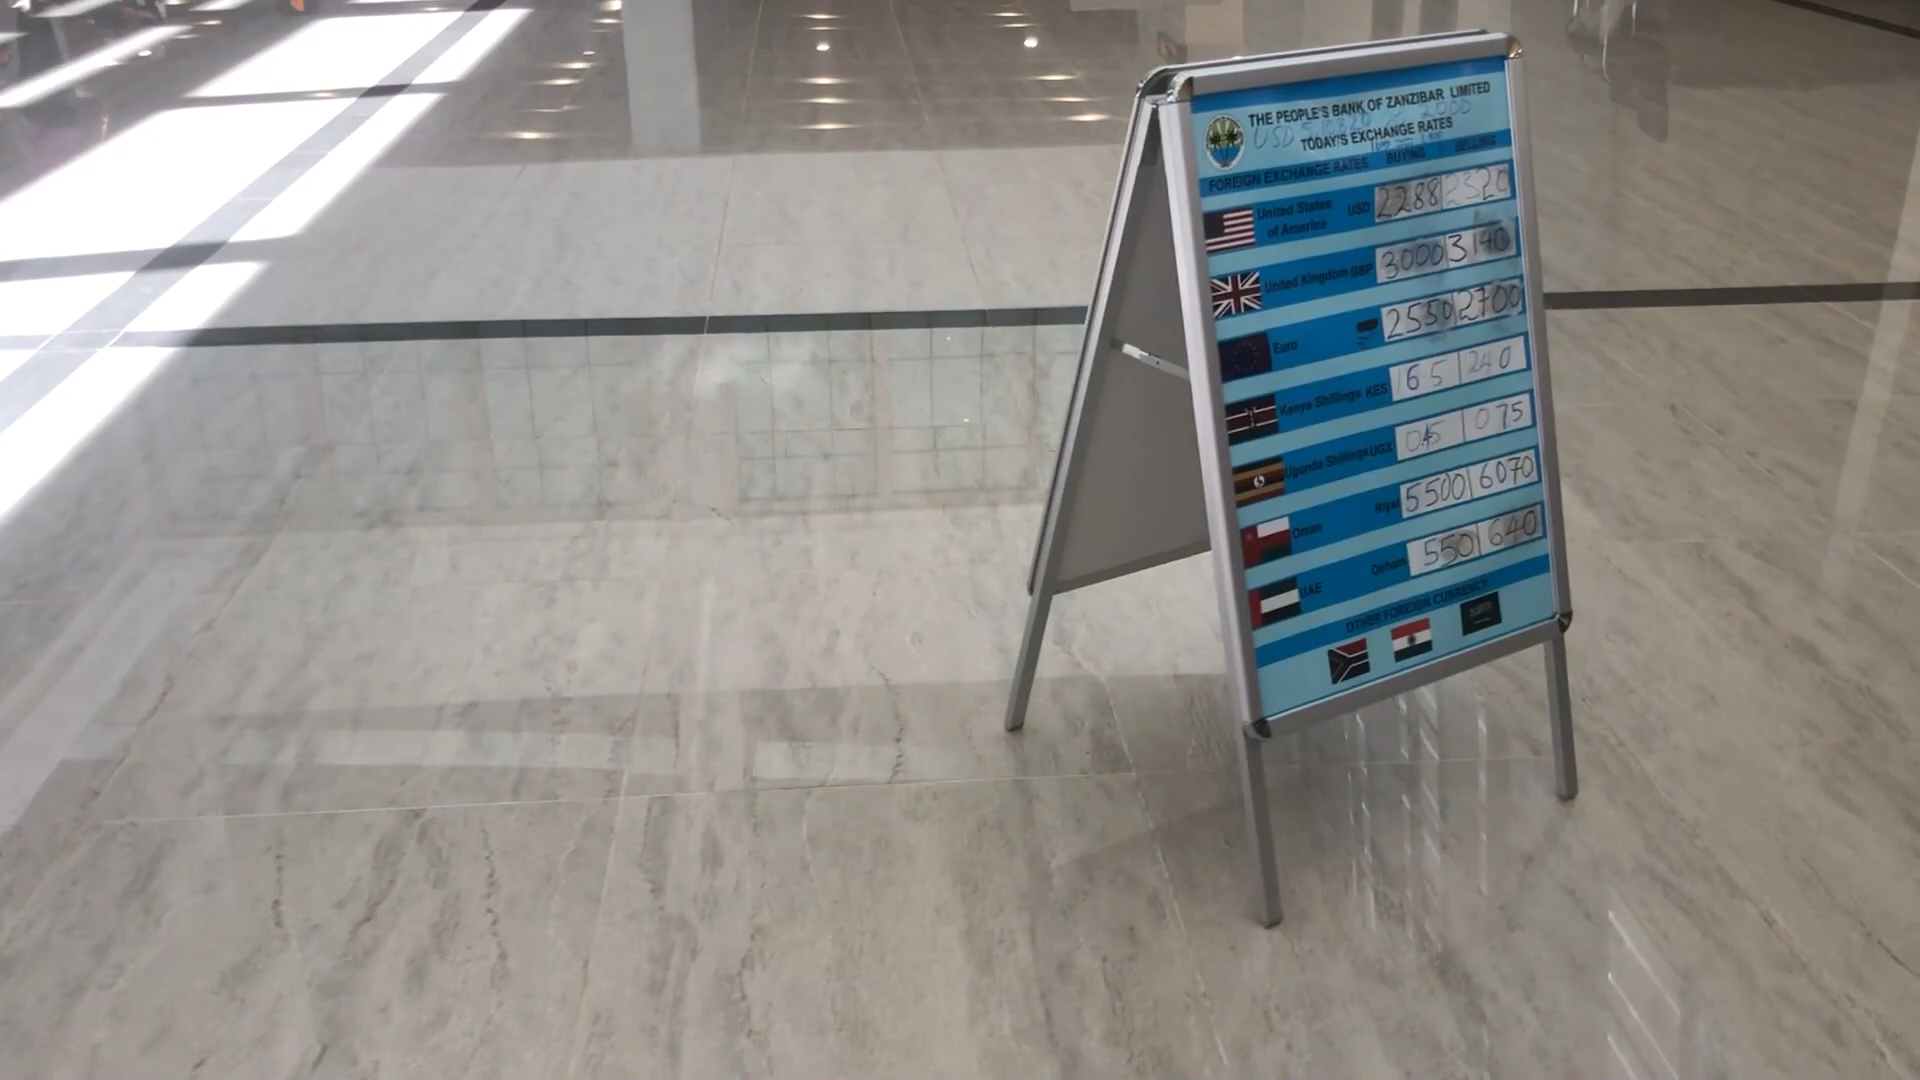 THE PEOPLE'S BANK OF ZANZIBAR LIMITED
TODAY'S EXCHANGE RATES
FOREIGN EXCHANGE RATES BUYING SELLING
United States of America USD 2288 2320
United Kingdom GBP 3000 3140
Euro 2550 2700
Kenya Shillings KES 16 5 240
Uganda Shillings UGX 0 75
Oman Riyal 5500 6070
UAE Dirham 550 640
OTHER FOREIGN CURRENCY